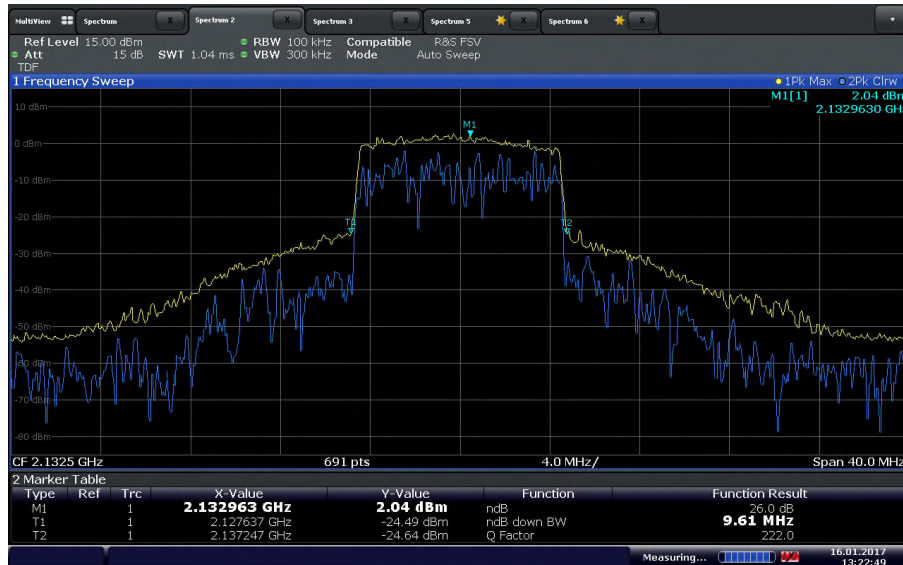 MultiView Spectrum X Spectrum 2 X Spectrum 3 X Spectrum 5 X Spectrum 6 X
Ref Level 15.00 dBm RBW 100 kHz Compatible R&S FSV
Att 15 dB SWT 1.04 ms VBW 300 kHz Mode Auto Sweep
TDF
1 Frequency Sweep 1Pk Max 2Pk Clrw
M1[1] 2.04 dBm
2.1329630 GHz
10 dBm
M1
0 dBm
-10 dBm
-20 dBm
T1 T2
-30 dBm
-40 dBm
-50 dBm
-60 dBm
-70 dBm
-80 dBm
CF 2.1325 GHz 691 pts 4.0 MHz/ Span 40.0 MHz
2 Marker Table
Type Ref Trc X-Value Y-Value Function Function Result
M1 1 2.132963 GHz 2.04 dBm ndB 26.0 dB
T1 1 2.127637 GHz -24.49 dBm ndB down BW 9.61 MHz
T2 1 2.137247 GHz -24.64 dBm Q Factor 222.0
Measuring... 16.01.2017
13:22:49